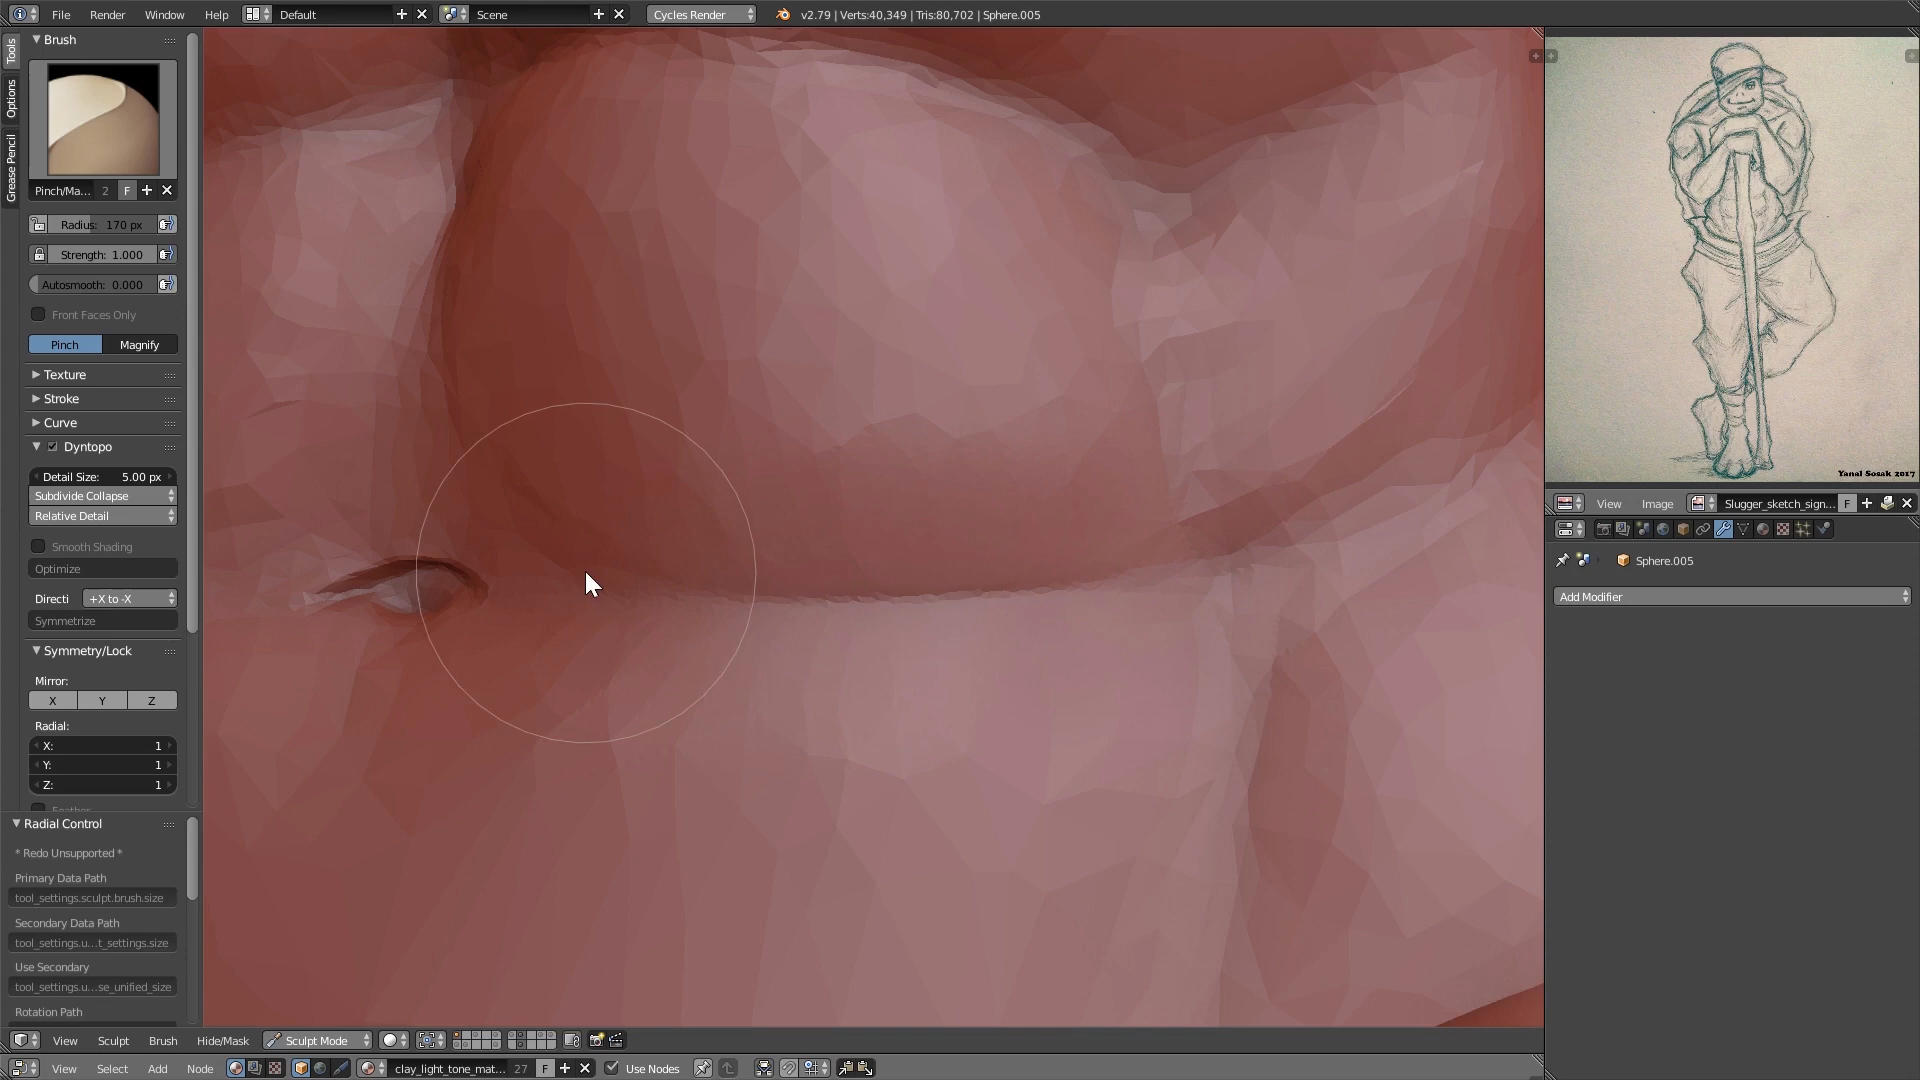 File Render Window Help Default Scene Cycles Render v2.79 | Verts:40,349 | Tris:80,702 | Sphere.005
Tools
Options
Grease Pencil
Brush
Pinch/Ma... 2 F
Radius: 170 px
Strength: 1.000
Autosmooth: 0.000
Front Faces Only
Pinch Magnify
Texture
Stroke
Curve
Dyntopo
Detail Size: 5.00 px
Subdivide Collapse
Relative Detail
Smooth Shading
Optimize
Directi +X to -X
Symmetrize
Symmetry/Lock
Mirror:
X Y Z
Radial:
X: 1
Y: 1
Z: 1
Feather
Radial Control
* Redo Unsupported *
Primary Data Path
tool_settings.sculpt.brush.size
Secondary Data Path
tool_settings.u...t_settings.size
Use Secondary
tool_settings.u...se_unified_size
Rotation Path
View Sculpt Brush Hide/Mask Sculpt Mode
View Select Add Node clay_light_tone_mat... 27 F Use Nodes
Yanal Sosak 2017
View Image Slugger_sketch_sign... F
Sphere.005
Add Modifier